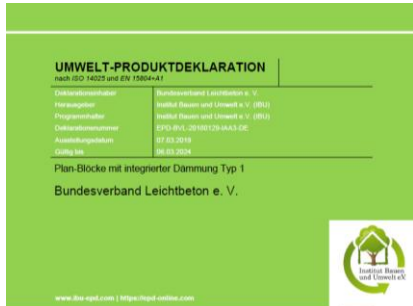 UMWELT-PRODUKTDEKLARATION
nach ISO 14025 und EN 15804+A1
Deklarationsinhaber Bundesverband Leichtbeton e. V.
Herausgeber Institut Bauen und Umwelt e.V. (IBU)
Programmhalter Institut Bauen und Umwelt e.V. (IBU)
Deklarationsnummer EPD-BVL-20180129-IAA3-DE
Ausstellungsdatum 07.03.2019
Gültig bis 06.03.2024
Plan-Blöcke mit integrierter Dämmung Typ 1
Bundesverband Leichtbeton e. V.
Institut Bauen
und Umwelt e.V.
www.ibu-epd.com | https://epd-online.com